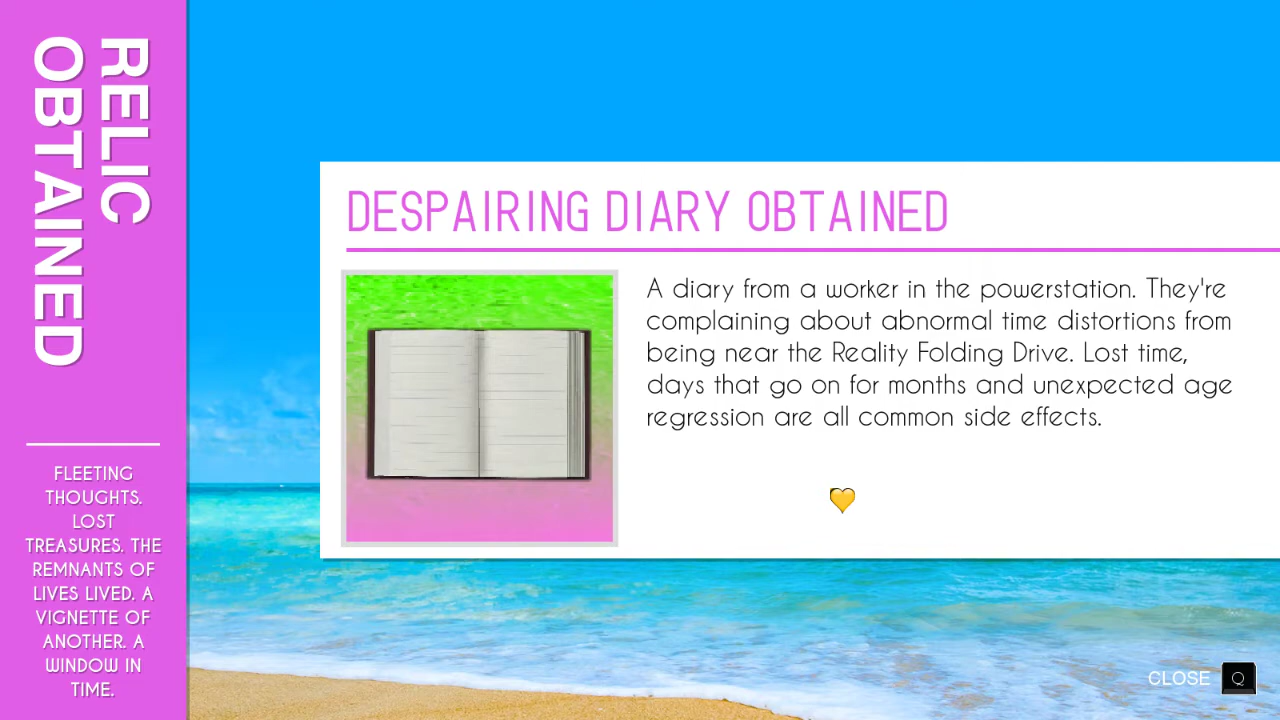 RELIC
OBTAINED
FLEETING
THOUGHTS.
LOST
TREASURES. THE
REMNANTS OF
LIVES LIVED. A
VIGNETTE OF
ANOTHER. A
WINDOW IN
TIME.
DESPAIRING DIARY OBTAINED
A diary from a worker in the powerstation. They're
complaining about abnormal time distortions from
being near the Reality Folding Drive. Lost time,
days that go on for months and unexpected age
regression are all common side effects.
CLOSE Q